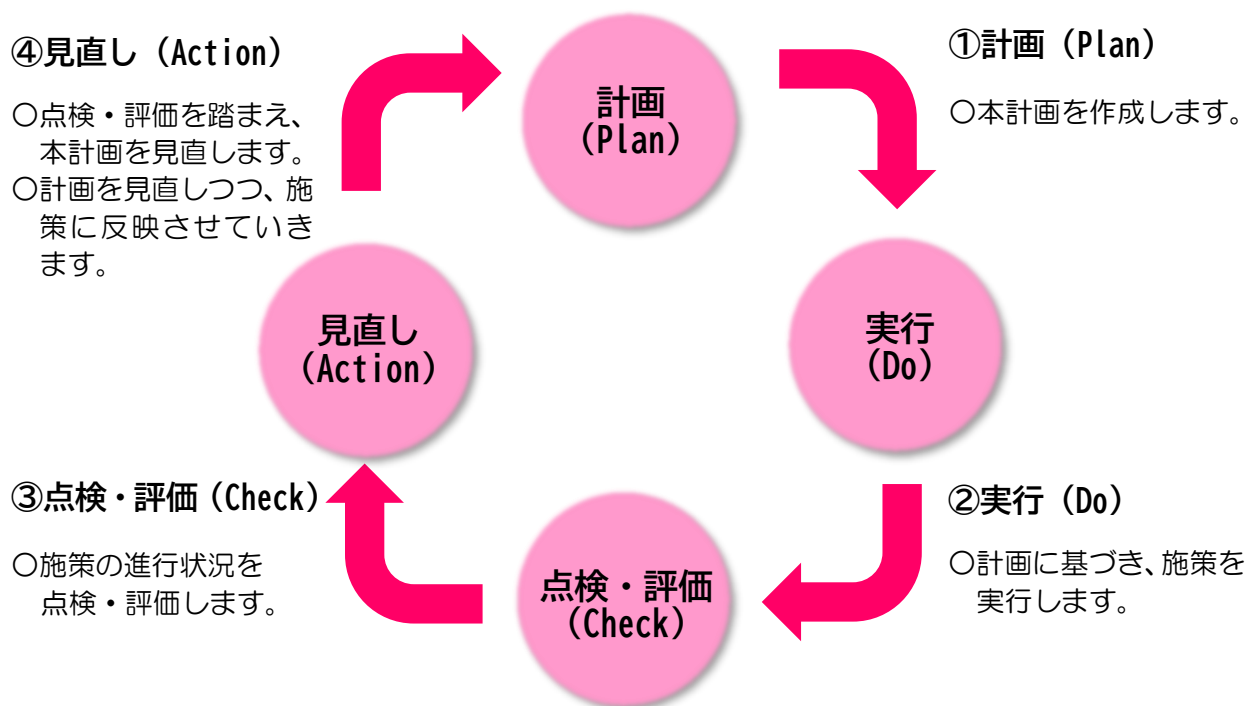 ④見直し（Action）
〇点検・評価を踏まえ、
本計画を見直します。
〇計画を見直しつつ、施
策に反映させていき
ます。
計画
（Plan）
①計画（Plan）
〇本計画を作成します。
見直し
（Action）
実行
（Do）
③点検・評価（Check）
〇施策の進行状況を
点検・評価します。
点検・評価
（Check）
②実行（Do）
〇計画に基づき、施策を
実行します。